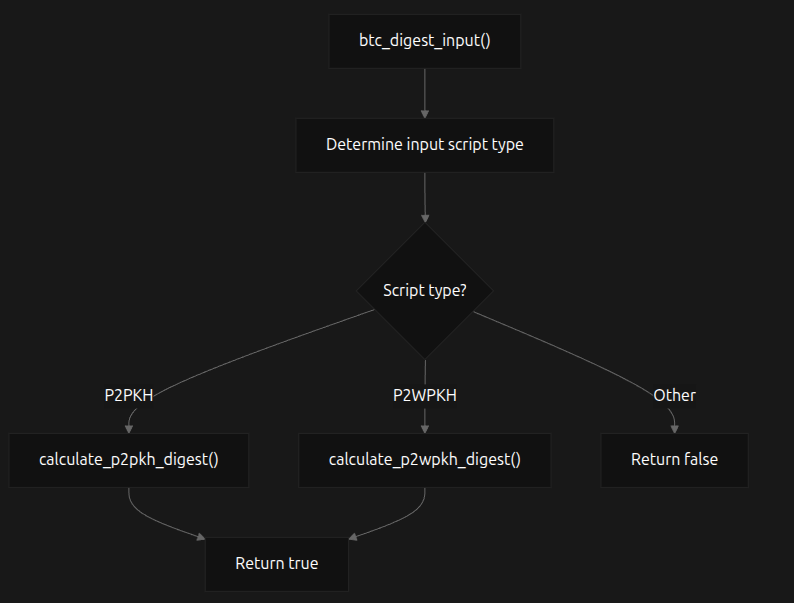 btc_digest_input()
Determine input script type
Script type?
P2PKH
P2WPKH
Other
calculate_p2pkh_digest()
calculate_p2wpkh_digest()
Return false
Return true